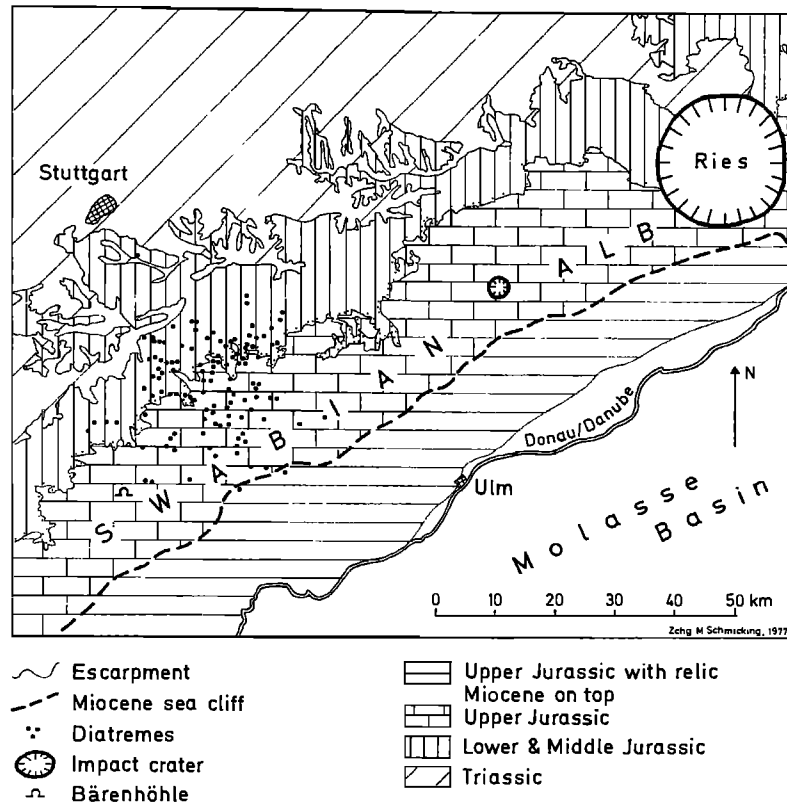 Stuttgart
Ries
SWABIAN ALB
N
Donau/Danube
Ulm
Molasse
Basin
0 10 20 30 40 50 km
Zchg M Schmicking, 1977
Escarpment
Miocene sea cliff
Diatremes
Impact crater
Bärenhöhle
Upper Jurassic with relic
Miocene on top
Upper Jurassic
Lower & Middle Jurassic
Triassic